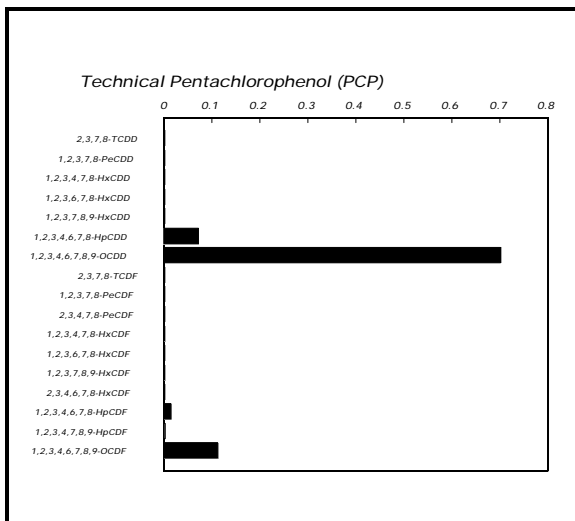 Technical Pentachlorophenol (PCP)
0 0.1 0.2 0.3 0.4 0.5 0.6 0.7 0.8
2,3,7,8-TCDD
1,2,3,7,8-PeCDD
1,2,3,4,7,8-HxCDD
1,2,3,6,7,8-HxCDD
1,2,3,7,8,9-HxCDD
1,2,3,4,6,7,8-HpCDD
1,2,3,4,6,7,8,9-OCDD
2,3,7,8-TCDF
1,2,3,7,8-PeCDF
2,3,4,7,8-PeCDF
1,2,3,4,7,8-HxCDF
1,2,3,6,7,8-HxCDF
1,2,3,7,8,9-HxCDF
2,3,4,6,7,8-HxCDF
1,2,3,4,6,7,8-HpCDF
1,2,3,4,7,8,9-HpCDF
1,2,3,4,6,7,8,9-OCDF